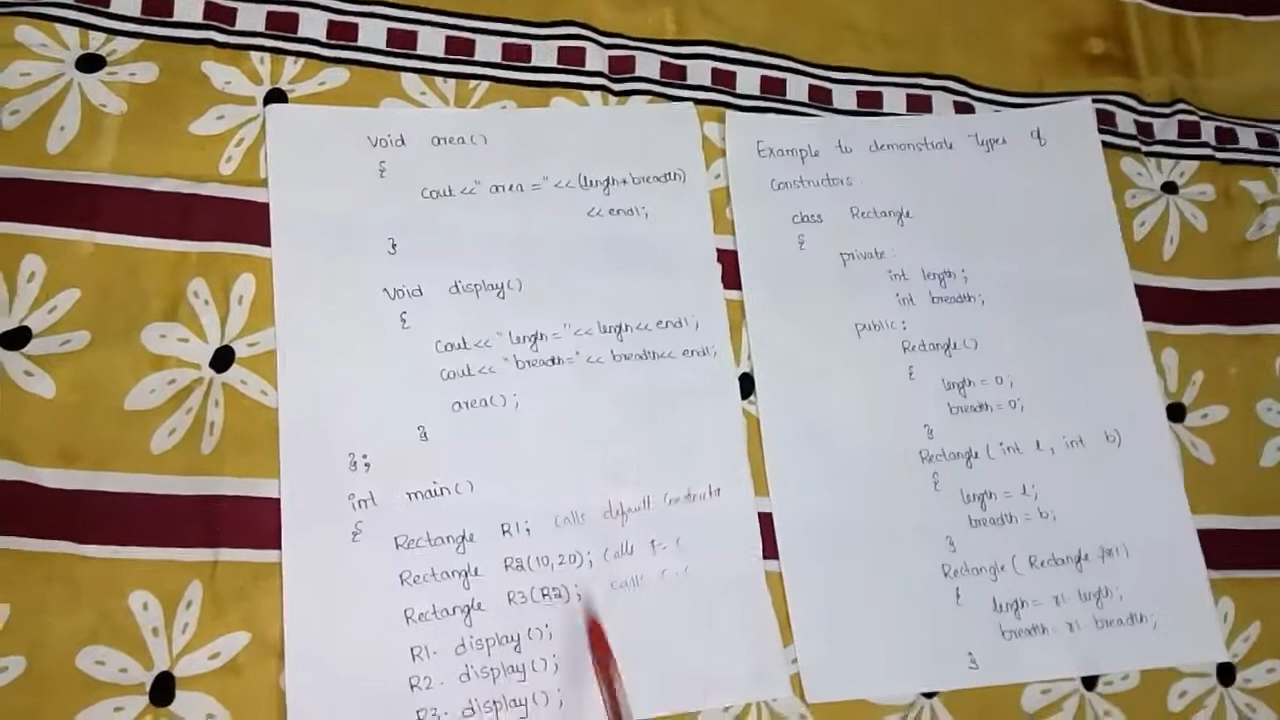 Example to demonstrate types of
constructors
class Rectangle
{
private:
int length;
int breadth;
public:
Rectangle()
{
length = 0;
breadth = 0;
}
Rectangle( int l, int b)
{
length = l;
breadth = b;
}
Rectangle( Rectangle &r1)
{
length = r1. length;
breadth = r1. breadth;
}
void area()
{
cout <<" area ="<<(length*breadth)
<< endl;
}
void display()
{
cout<< "length="<< length<< endl;
cout<< "breadth="<< breadth<< endl;
area();
}
};
int main()
{ Rectangle R1; calls default constructor
Rectangle R2(10,20); calls P.C
Rectangle R3(R2); calls C.C
R1. display();
R2. display();
R3. display();